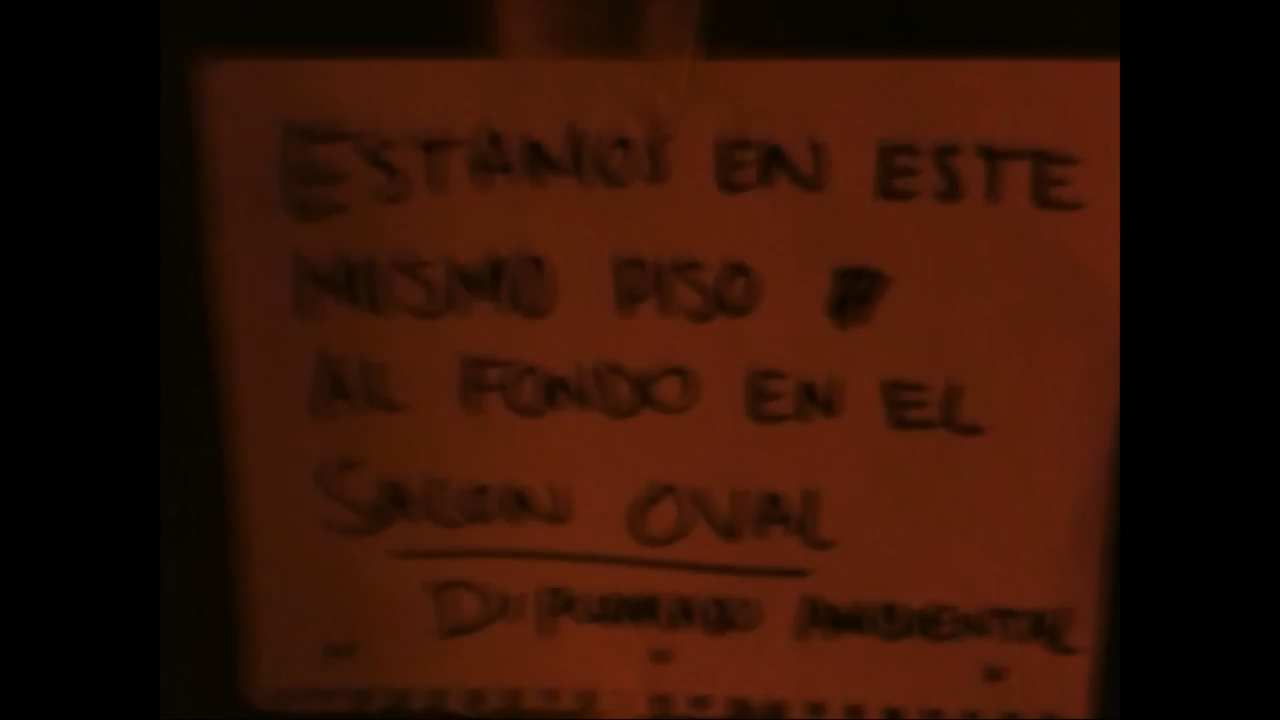 ESTAMOS EN ESTE
MISMO PISO
AL FONDO EN EL
SALON OVAL
DIPLOMADO AMBIENTAL